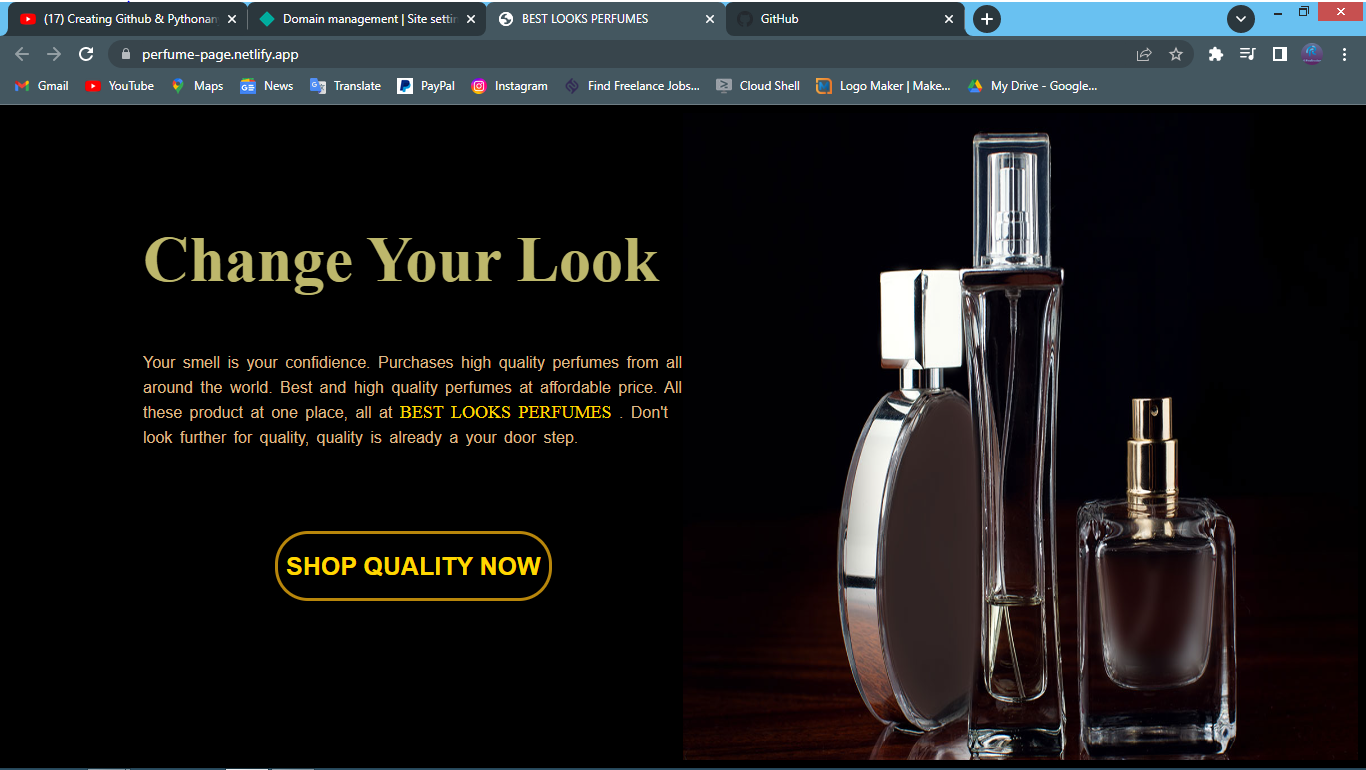 (17) Creating Github & Pythonan
Domain management | Site settin
BEST LOOKS PERFUMES
GitHub
perfume-page.netlify.app
Gmail
YouTube
Maps
News
Translate
PayPal
Instagram
Find Freelance Jobs...
Cloud Shell
Logo Maker | Make...
My Drive - Google...
Change Your Look
Your smell is your confidience. Purchases high quality perfumes from all
around the world. Best and high quality perfumes at affordable price. All
these product at one place, all at BEST LOOKS PERFUMES . Don't
look further for quality, quality is already a your door step.
SHOP QUALITY NOW